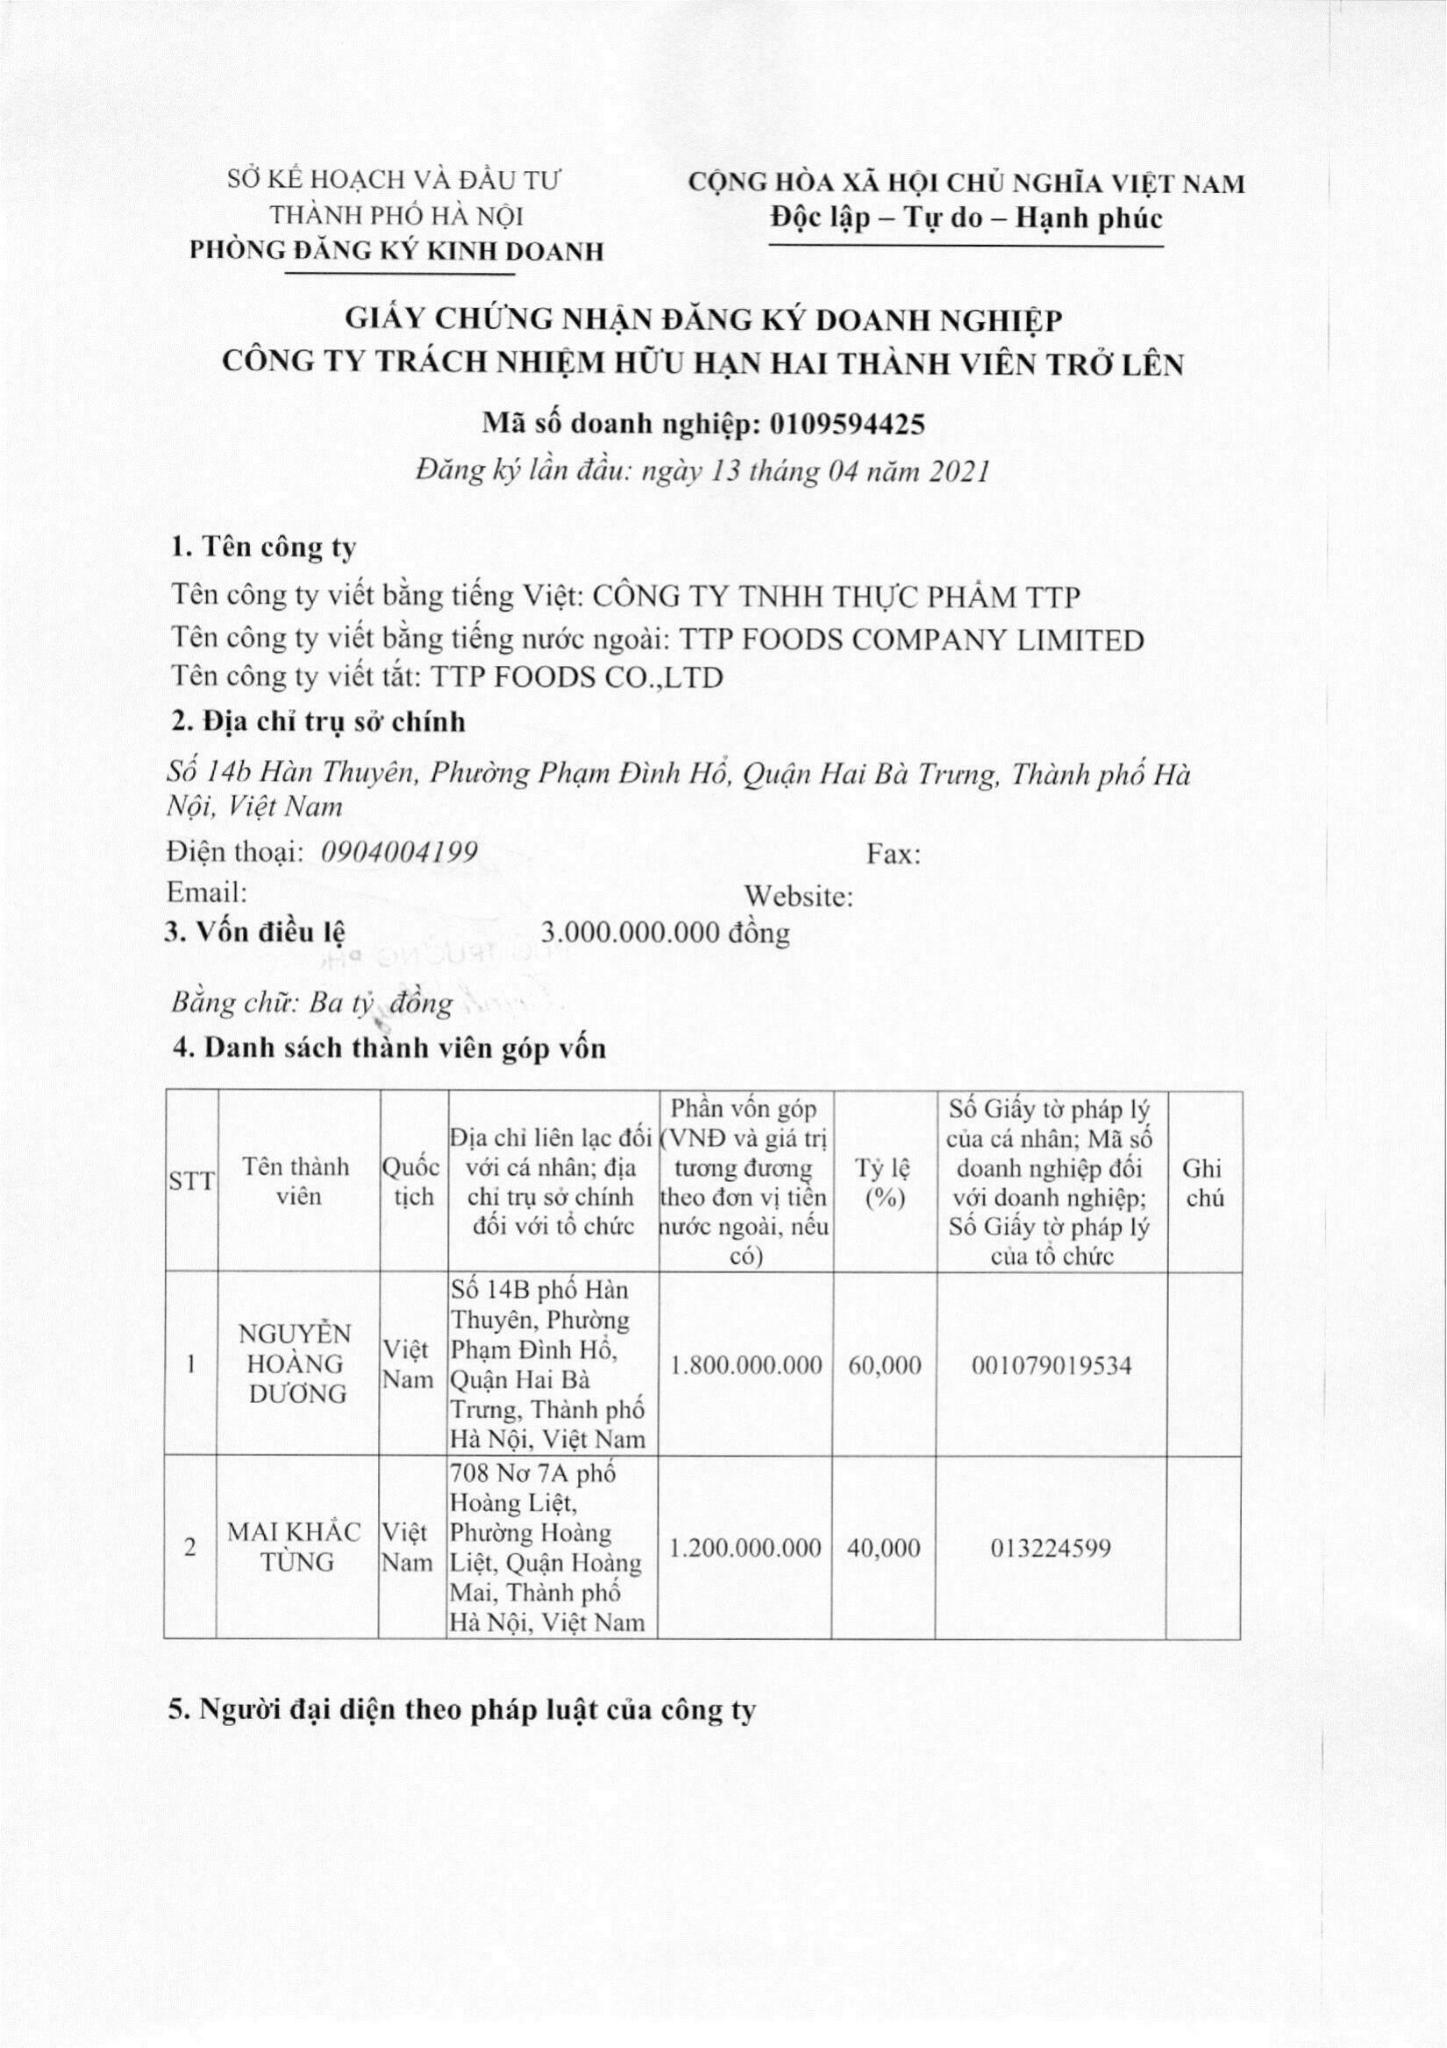 SỞ KẾ HOẠCH VÀ ĐẦU TƯ
THÀNH PHỐ HÀ NỘI
PHÒNG ĐĂNG KÝ KINH DOANH
CỘNG HÒA XÃ HỘI CHỦ NGHĨA VIỆT NAM
Độc lập – Tự do – Hạnh phúc
GIẤY CHỨNG NHẬN ĐĂNG KÝ DOANH NGHIỆP
CÔNG TY TRÁCH NHIỆM HỮU HẠN HAI THÀNH VIÊN TRỞ LÊN
Mã số doanh nghiệp: 0109594425
Đăng ký lần đầu: ngày 13 tháng 04 năm 2021
1. Tên công ty
Tên công ty viết bằng tiếng Việt: CÔNG TY TNHH THỰC PHẨM TTP
Tên công ty viết bằng tiếng nước ngoài: TTP FOODS COMPANY LIMITED
Tên công ty viết tắt: TTP FOODS CO.,LTD
2. Địa chỉ trụ sở chính
Số 14b Hàn Thuyên, Phường Phạm Đình Hổ, Quận Hai Bà Trưng, Thành phố Hà
Nội, Việt Nam
Điện thoại: 0904004199 Fax:
Email: Website:
3. Vốn điều lệ 3.000.000.000 đồng
Bằng chữ: Ba tỷ đồng
4. Danh sách thành viên góp vốn
STT
Tên thành
viên
Quốc
tịch
Địa chỉ liên lạc đối
với cá nhân; địa
chỉ trụ sở chính
đối với tổ chức
Phần vốn góp
(VNĐ và giá trị
tương đương
theo đơn vị tiền
nước ngoài, nếu
có)
Tỷ lệ
(%)
Số Giấy tờ pháp lý
của cá nhân; Mã số
doanh nghiệp đối
với doanh nghiệp;
Số Giấy tờ pháp lý
của tổ chức
Ghi
chú
1
NGUYỄN
HOÀNG
DƯƠNG
Việt
Nam
Số 14B phố Hàn
Thuyên, Phường
Phạm Đình Hổ,
Quận Hai Bà
Trưng, Thành phố
Hà Nội, Việt Nam
1.800.000.000
60,000
001079019534
2
MAI KHẮC
TÙNG
Việt
Nam
708 Nơ 7A phố
Hoàng Liệt,
Phường Hoàng
Liệt, Quận Hoàng
Mai, Thành phố
Hà Nội, Việt Nam
1.200.000.000
40,000
013224599
5. Người đại diện theo pháp luật của công ty